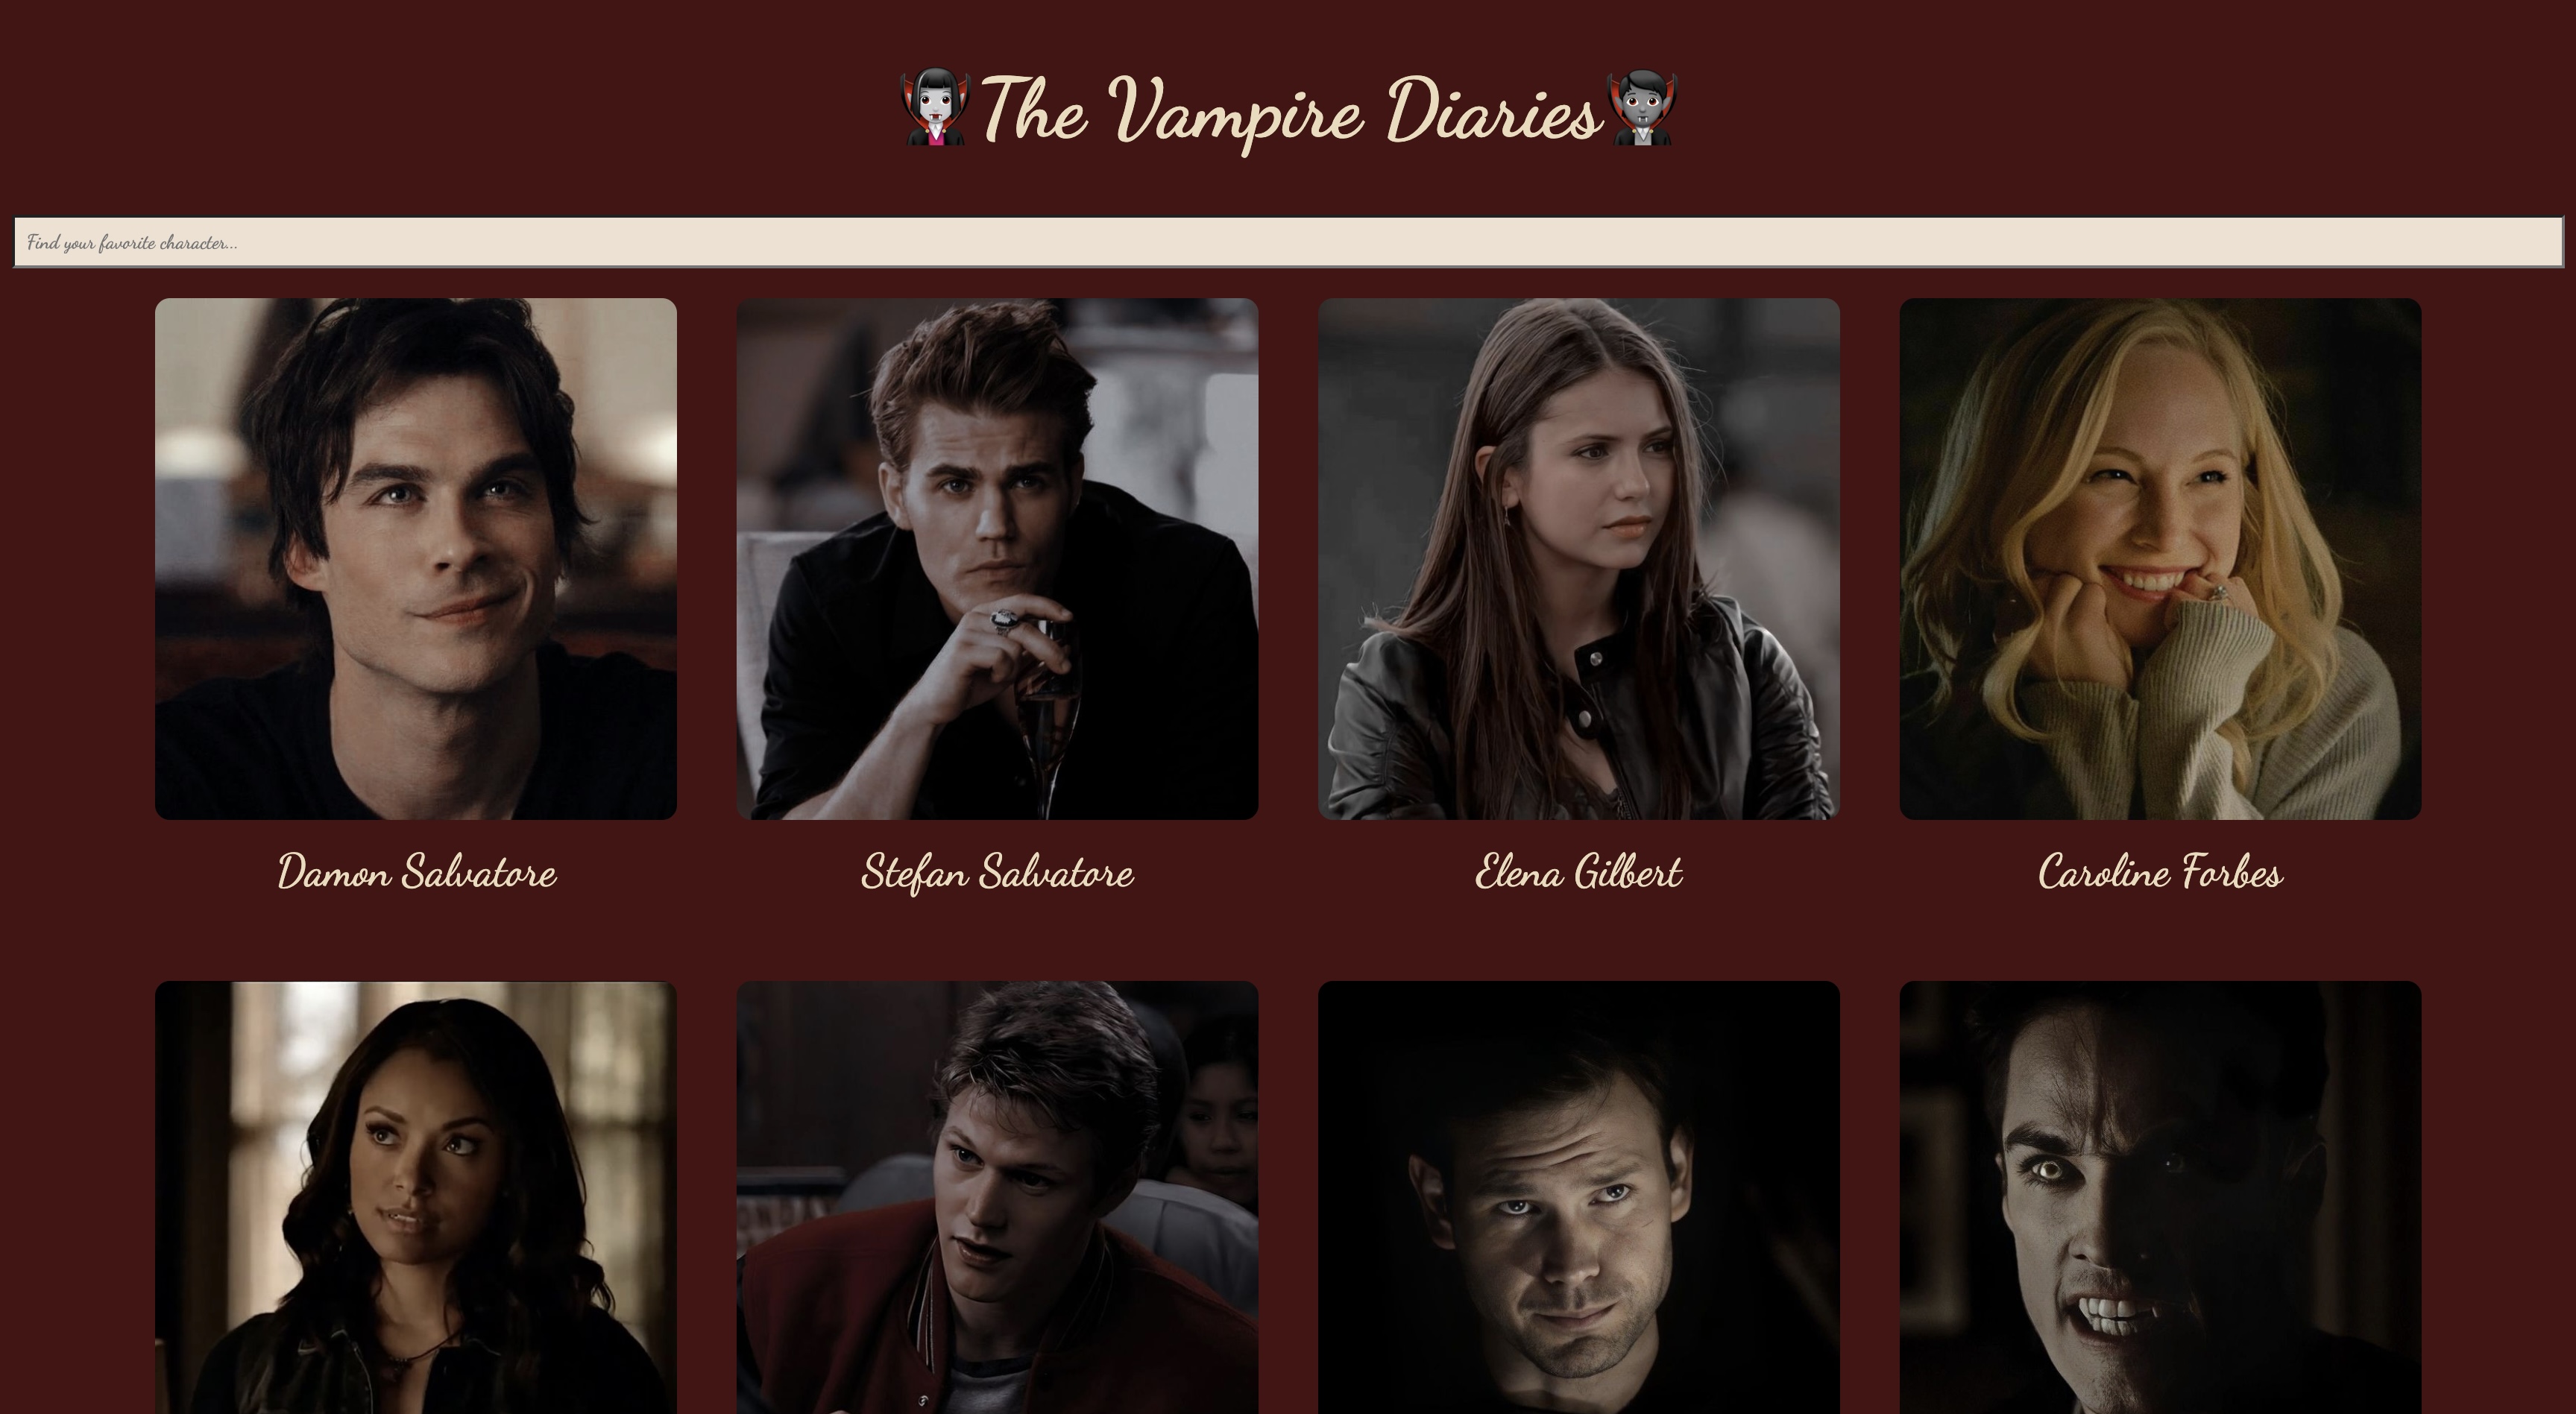 The Vampire Diaries
Find your favorite character...
Damon Salvatore
Stefan Salvatore
Elena Gilbert
Caroline Forbes